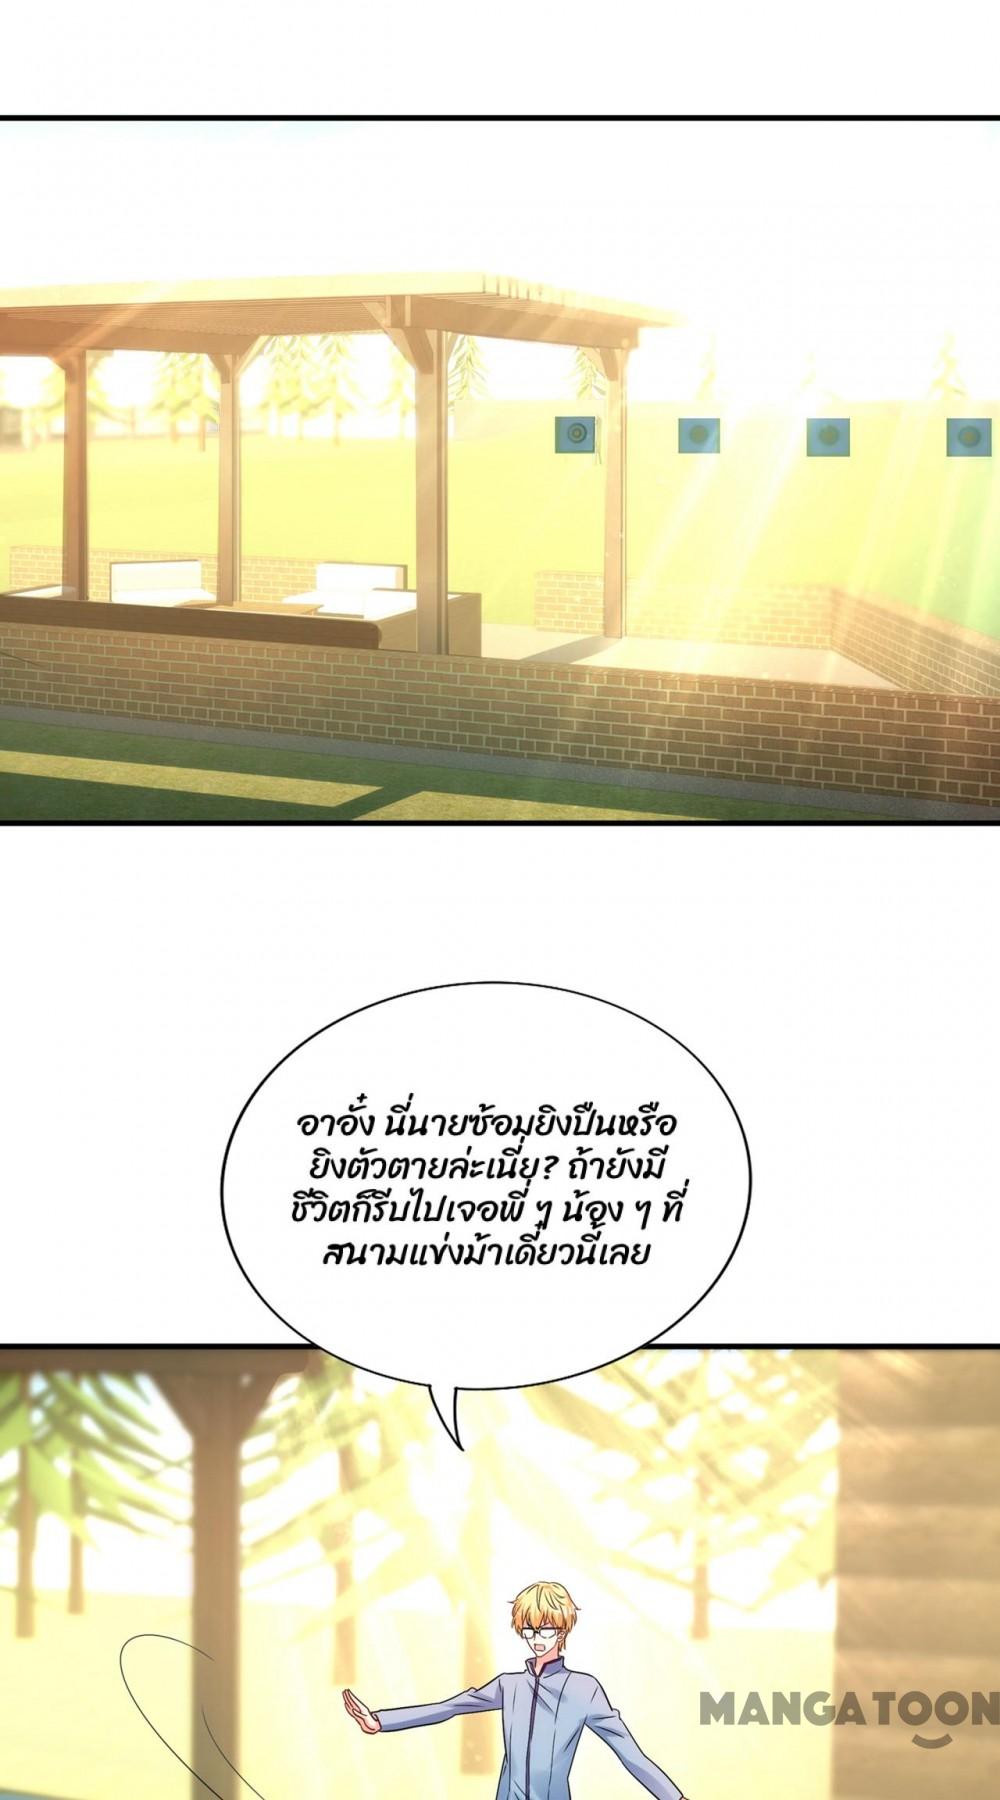 อาอั๋ง นี่นายซ้อมยิงปืนหรือ
ยิงตัวตายล่ะเนี่ย? ถ้ายังมี
ชีวิตก็รีบไปเจอพี่ ๆ น้อง ๆ ที่
สนามแข่งม้าเดี๋ยวนี้เลย
MANGATOON